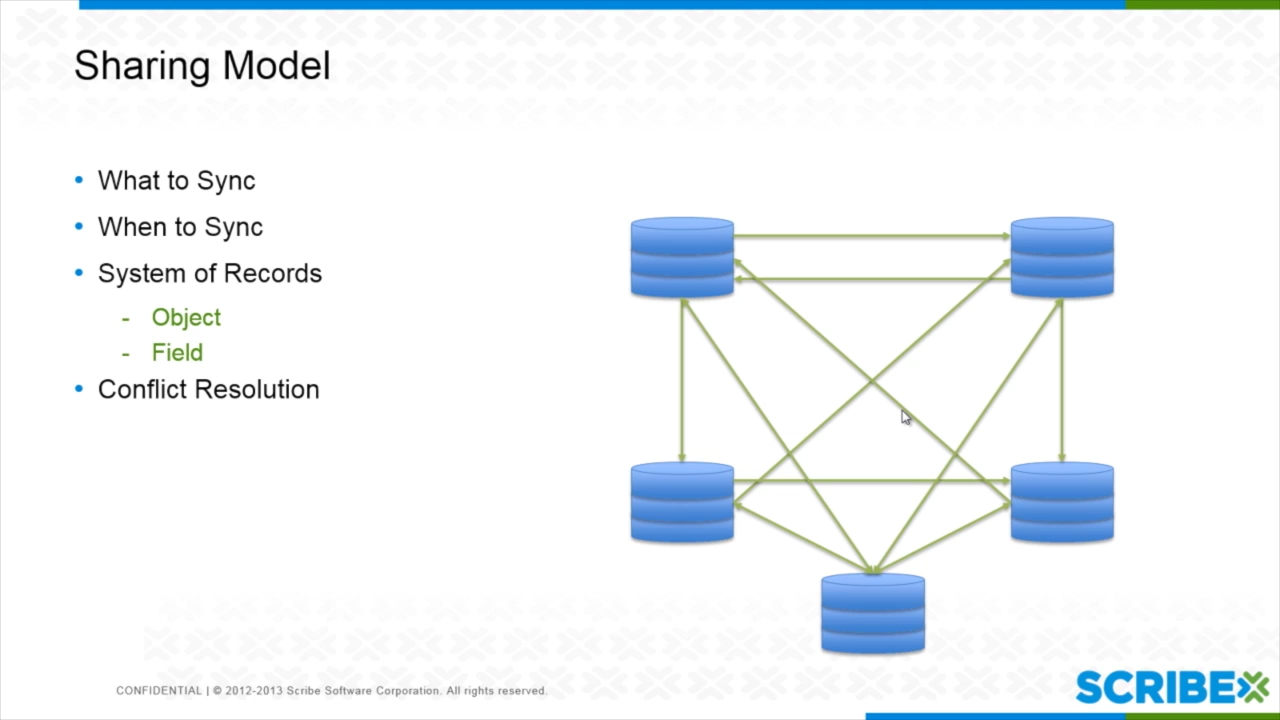 Sharing Model
• What to Sync
• When to Sync
• System of Records
- Object
- Field
• Conflict Resolution
CONFIDENTIAL | © 2012-2013 Scribe Software Corporation. All rights reserved.
SCRIBE